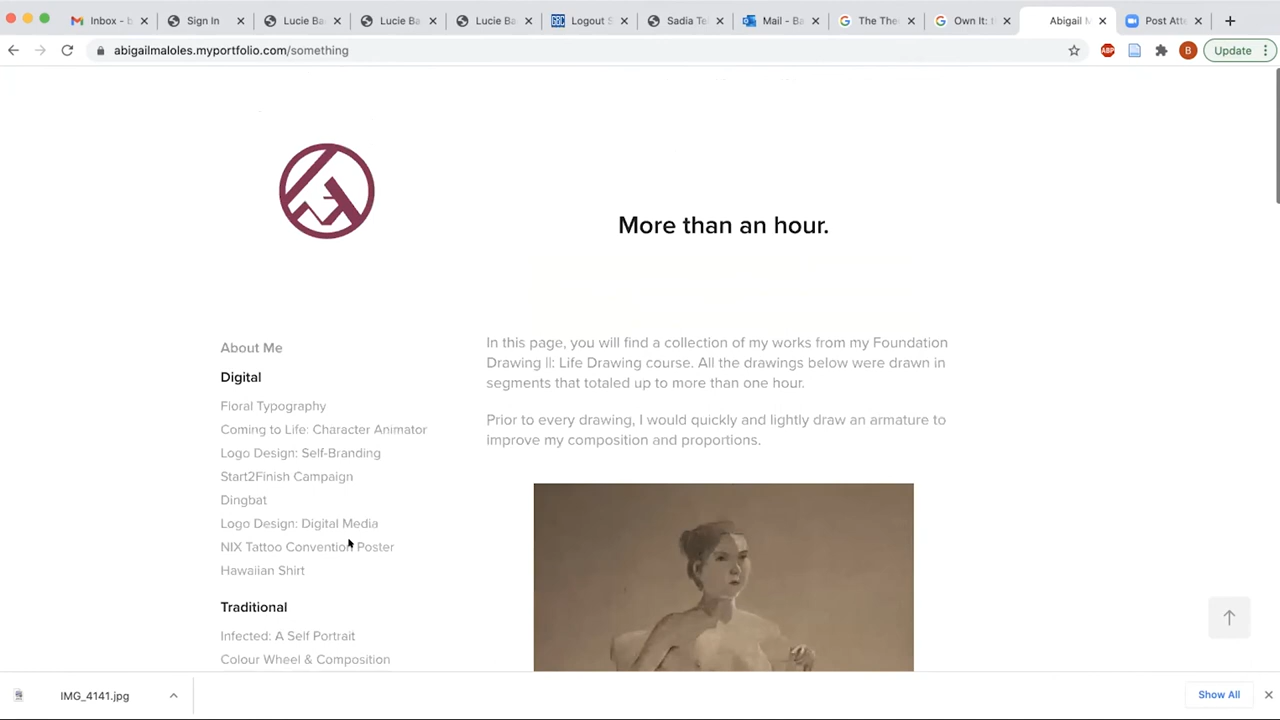 Inbox - b
Sign In
Lucie Ba
Lucie Ba
Lucie Ba
Logout S
Sadia Te
Mail - Ba
The The
Own It: t
Abigail M
Post Atte
abigailmaloles.myportfolio.com/something
ABP
B
Update
More than an hour.
About Me
Digital
Floral Typography
Coming to Life: Character Animator
Logo Design: Self-Branding
Start2Finish Campaign
Dingbat
Logo Design: Digital Media
NIX Tattoo Convention Poster
Hawaiian Shirt
Traditional
Infected: A Self Portrait
Colour Wheel & Composition
In this page, you will find a collection of my works from my Foundation
Drawing ||: Life Drawing course. All the drawings below were drawn in
segments that totaled up to more than one hour.
Prior to every drawing, I would quickly and lightly draw an armature to
improve my composition and proportions.
IMG_4141.jpg
Show All